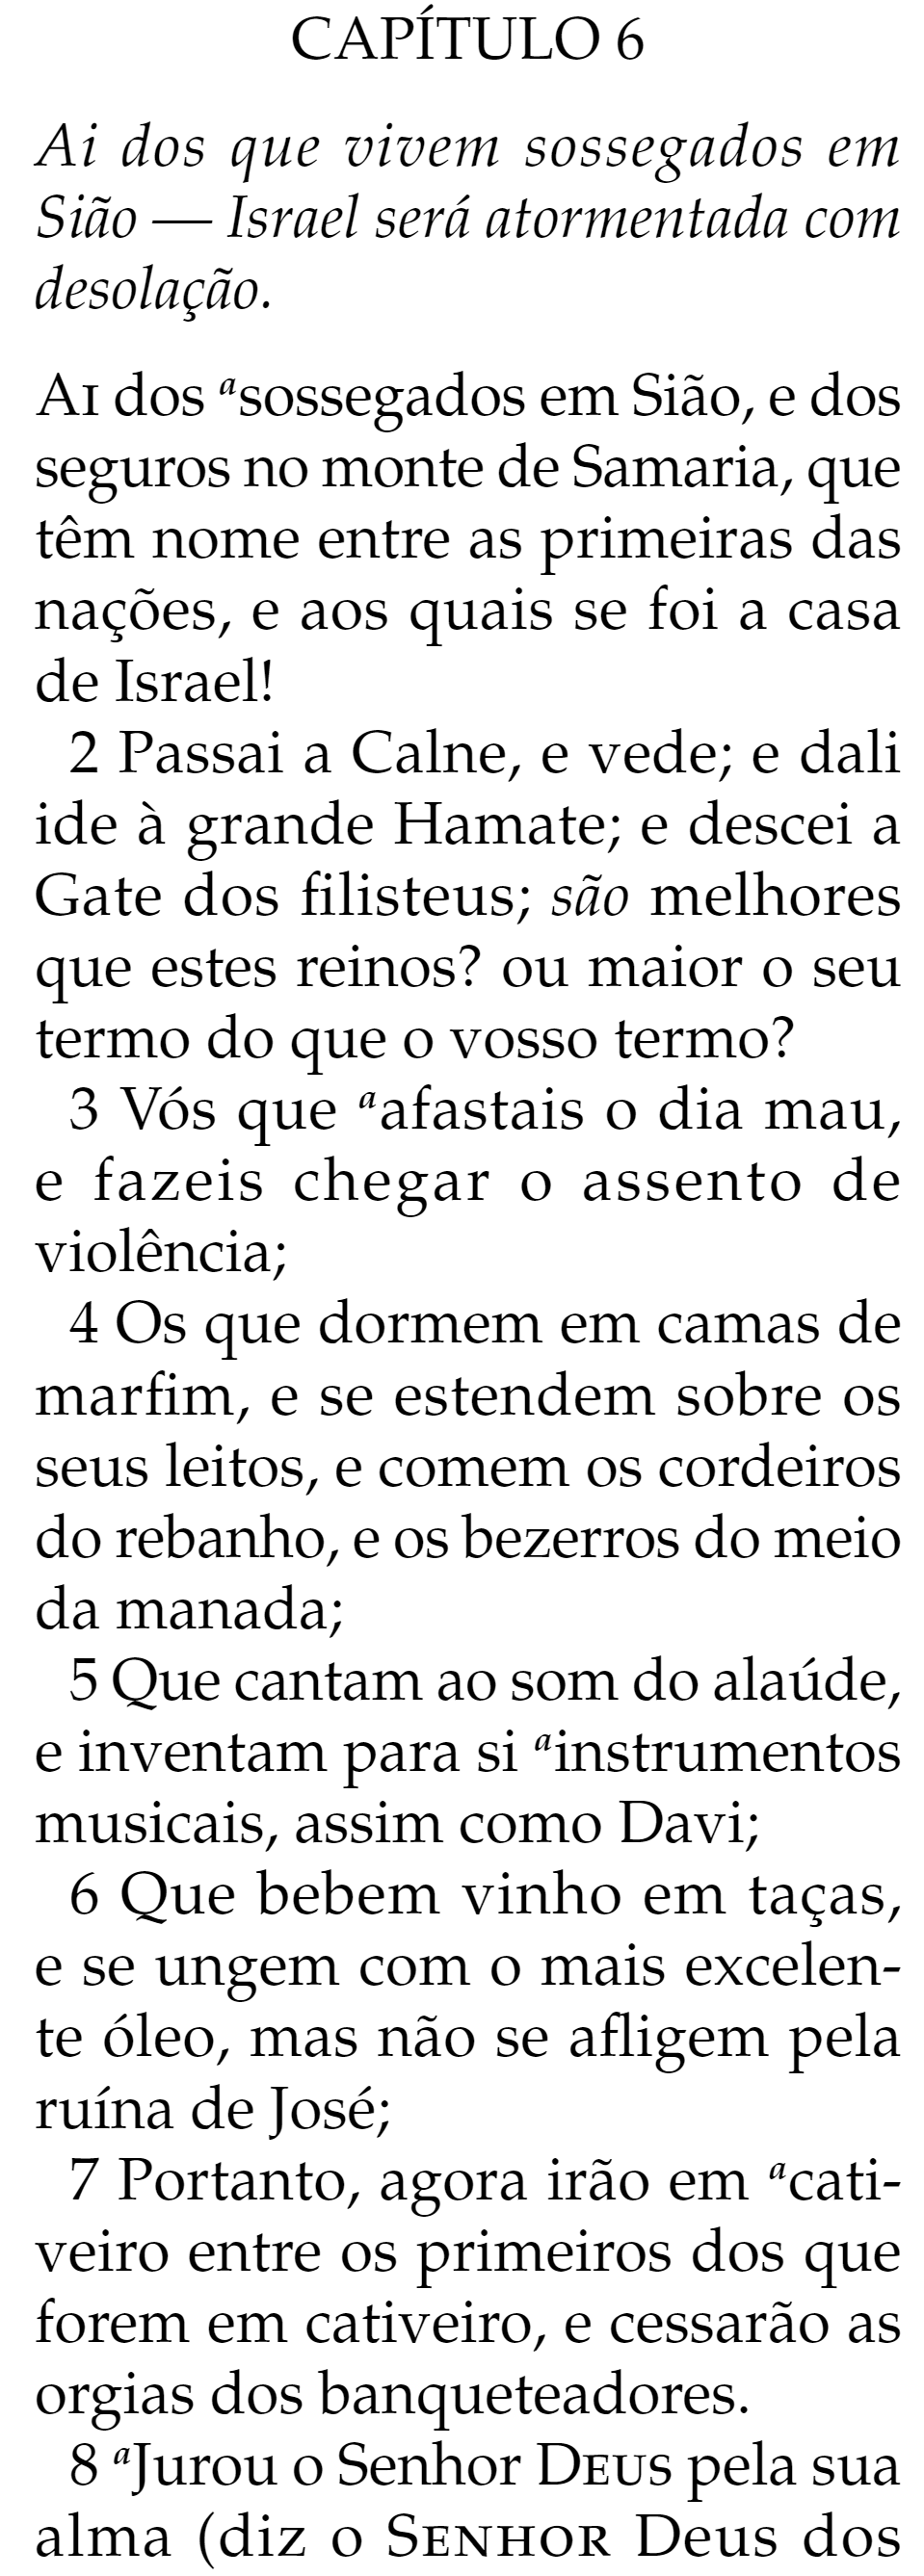 CAPÍTULO 6
Ai dos que vivem sossegados em
Sião — Israel será atormentada com
desolação.
AI dos ᵃsossegados em Sião, e dos
seguros no monte de Samaria, que
têm nome entre as primeiras das
nações, e aos quais se foi a casa
de Israel!
2 Passai a Calne, e vede; e dali
ide à grande Hamate; e descei a
Gate dos filisteus; são melhores
que estes reinos? ou maior o seu
termo do que o vosso termo?
3 Vós que ᵃafastais o dia mau,
e fazeis chegar o assento de
violência;
4 Os que dormem em camas de
marfim, e se estendem sobre os
seus leitos, e comem os cordeiros
do rebanho, e os bezerros do meio
da manada;
5 Que cantam ao som do alaúde,
e inventam para si ᵃinstrumentos
musicais, assim como Davi;
6 Que bebem vinho em taças,
e se ungem com o mais excelen-
te óleo, mas não se afligem pela
ruína de José;
7 Portanto, agora irão em ᵃcati-
veiro entre os primeiros dos que
forem em cativeiro, e cessarão as
orgias dos banqueteadores.
8 ᵃJurou o Senhor DEUS pela sua
alma (diz o SENHOR Deus dos